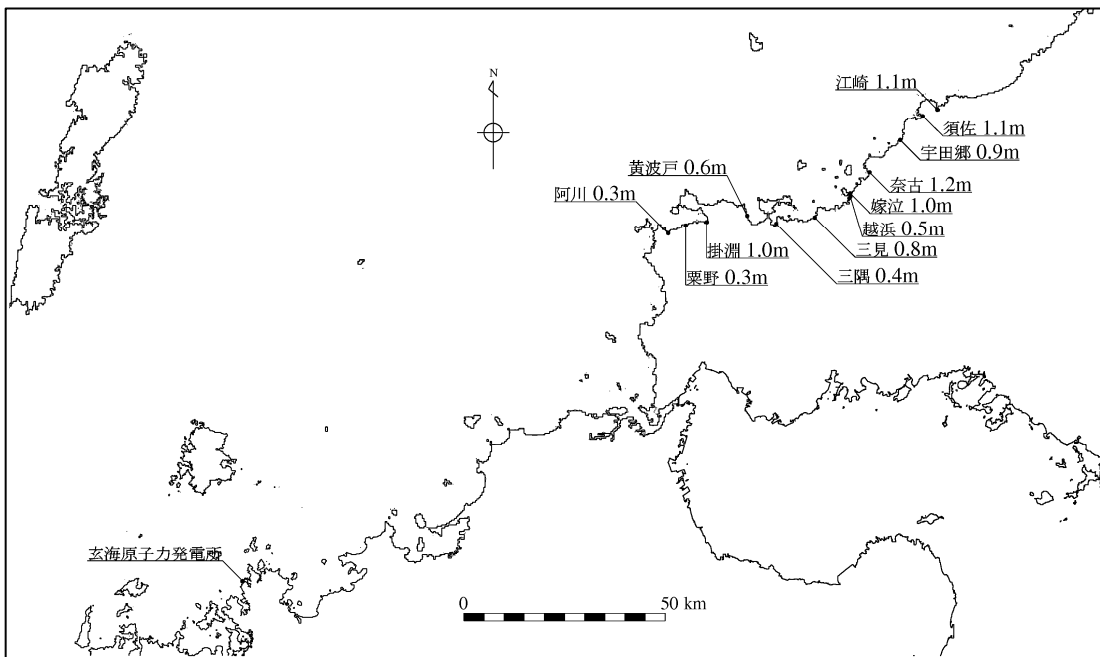 N
江崎 1.1m
須佐 1.1m
宇田郷 0.9m
黄波戸 0.6m
奈古 1.2m
阿川 0.3m
嫁泣 1.0m
越浜 0.5m
掛淵 1.0m
三見 0.8m
粟野 0.3m
三隅 0.4m
玄海原子力発電所
0 50 km